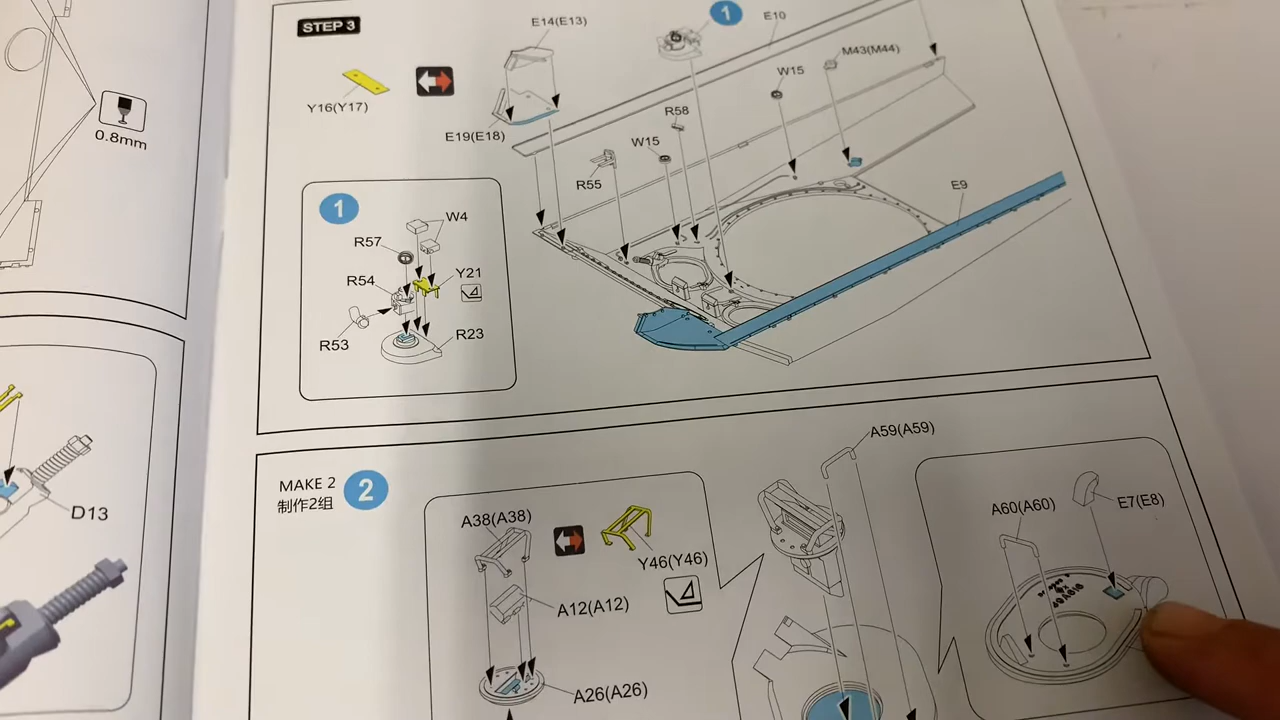 STEP 3
E14(E13)
1
E10
M43(M44)
Y16(Y17)
W15
E19(E18)
R58
W15
0.8mm
R55
E9
1
W4
R57
Y21
R54
R53
R23
A59(A59)
MAKE 2
制作2组
2
D13
A38(A38)
A60(A60)
E7(E8)
Y46(Y46)
A12(A12)
A26(A26)